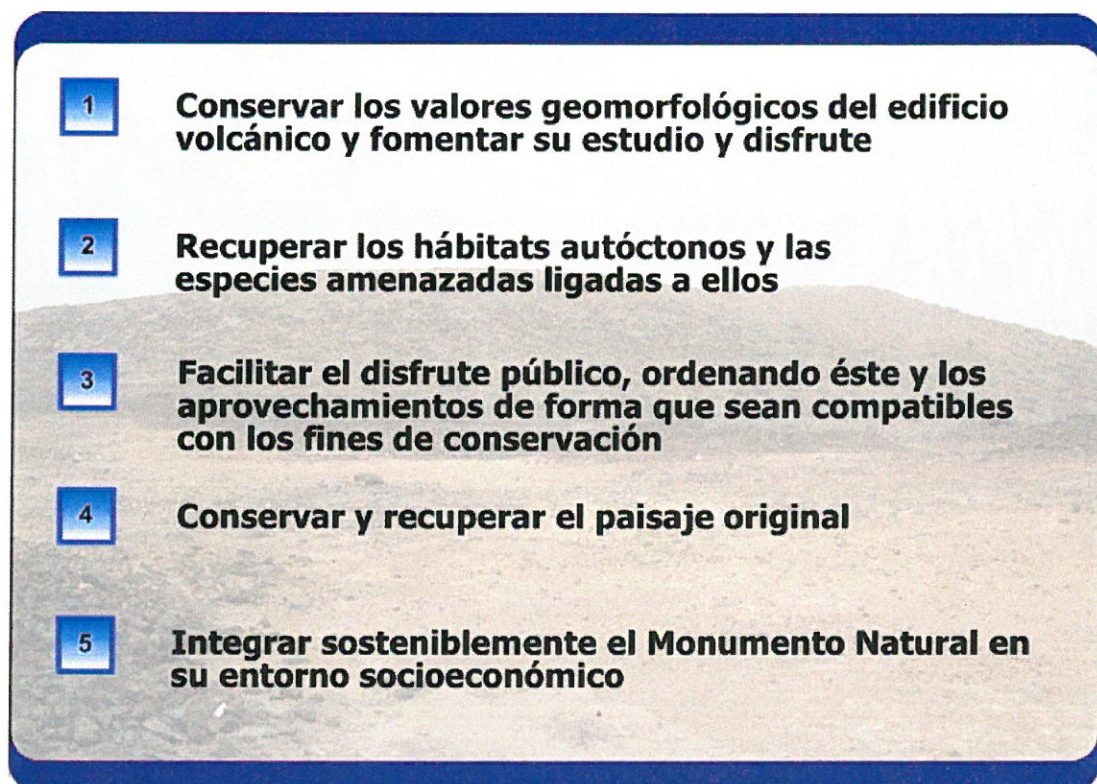 1
Conservar los valores geomorfológicos del edificio
volcánico y fomentar su estudio y disfrute
2
Recuperar los hábitats autóctonos y las
especies amenazadas ligadas a ellos
3
Facilitar el disfrute público, ordenando éste y los
aprovechamientos de forma que sean compatibles
con los fines de conservación
4
Conservar y recuperar el paisaje original
5
Integrar sosteniblemente el Monumento Natural en
su entorno socioeconómico